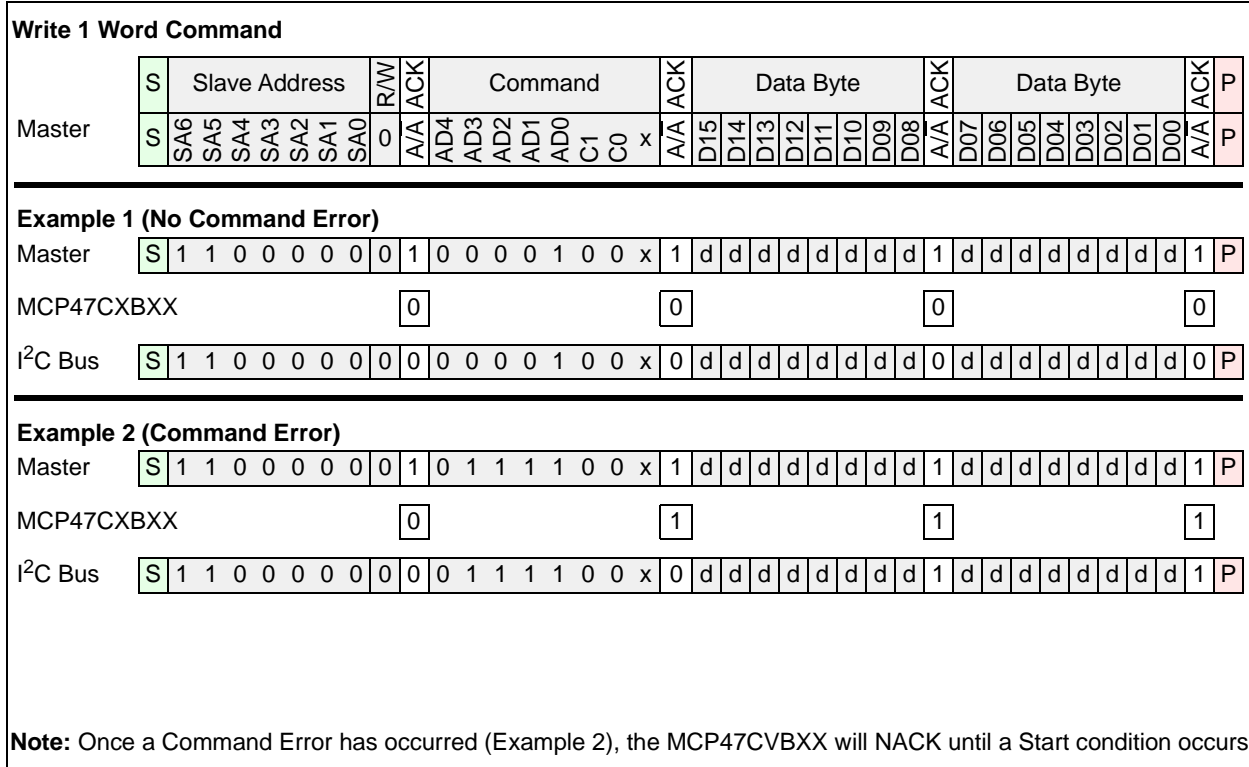 Write 1 Word Command
S Slave Address R/W ACK Command ACK Data Byte ACK Data Byte ACK P
Master S SA6 SA5 SA4 SA3 SA2 SA1 SA0 0 A/A AD4 AD3 AD2 AD1 AD0 C1 C0 x A/A D15 D14 D13 D12 D11 D10 D09 D08 A/A D07 D06 D05 D04 D03 D02 D01 D00 A/A P
Example 1 (No Command Error)
Master S 1 1 0 0 0 0 0 0 1 0 0 0 0 1 0 0 x 1 d d d d d d d d 1 d d d d d d d d 1 P
MCP47CXBXX 0 0 0 0
I2C Bus S 1 1 0 0 0 0 0 0 0 0 0 0 0 1 0 0 x 0 d d d d d d d d 0 d d d d d d d d 0 P
Example 2 (Command Error)
Master S 1 1 0 0 0 0 0 0 1 0 1 1 1 1 0 0 x 1 d d d d d d d d 1 d d d d d d d d 1 P
MCP47CXBXX 0 1 1 1
I2C Bus S 1 1 0 0 0 0 0 0 0 0 1 1 1 1 0 0 x 0 d d d d d d d d 1 d d d d d d d d 1 P
Note: Once a Command Error has occurred (Example 2), the MCP47CVBXX will NACK until a Start condition occurs